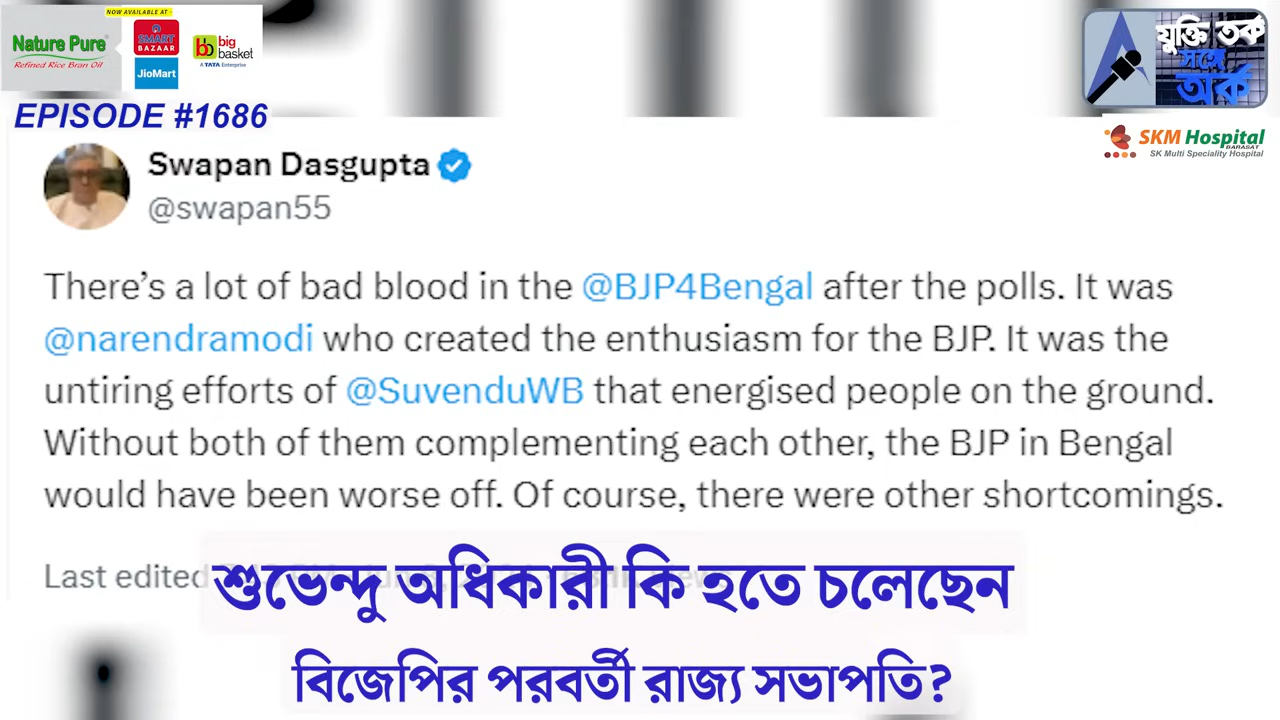 NOW AVAILABLE AT -
Nature Pure
Refined Rice Bran Oil
SMART
BAZAAR
JioMart
bb big
basket
A TATA Enterprise
EPISODE #1686
যুক্তি তর্ক
সঙ্গে
অর্ক
SKM Hospital
BARASAT
SK Multi Speciality Hospital
Swapan Dasgupta
@swapan55
There’s a lot of bad blood in the @BJP4Bengal after the polls. It was
@narendramodi who created the enthusiasm for the BJP. It was the
untiring efforts of @SuvenduWB that energised people on the ground.
Without both of them complementing each other, the BJP in Bengal
would have been worse off. Of course, there were other shortcomings.
Last edited
শুভেন্দু অধিকারী কি হতে চলেছেন
বিজেপির পরবর্তী রাজ্য সভাপতি?